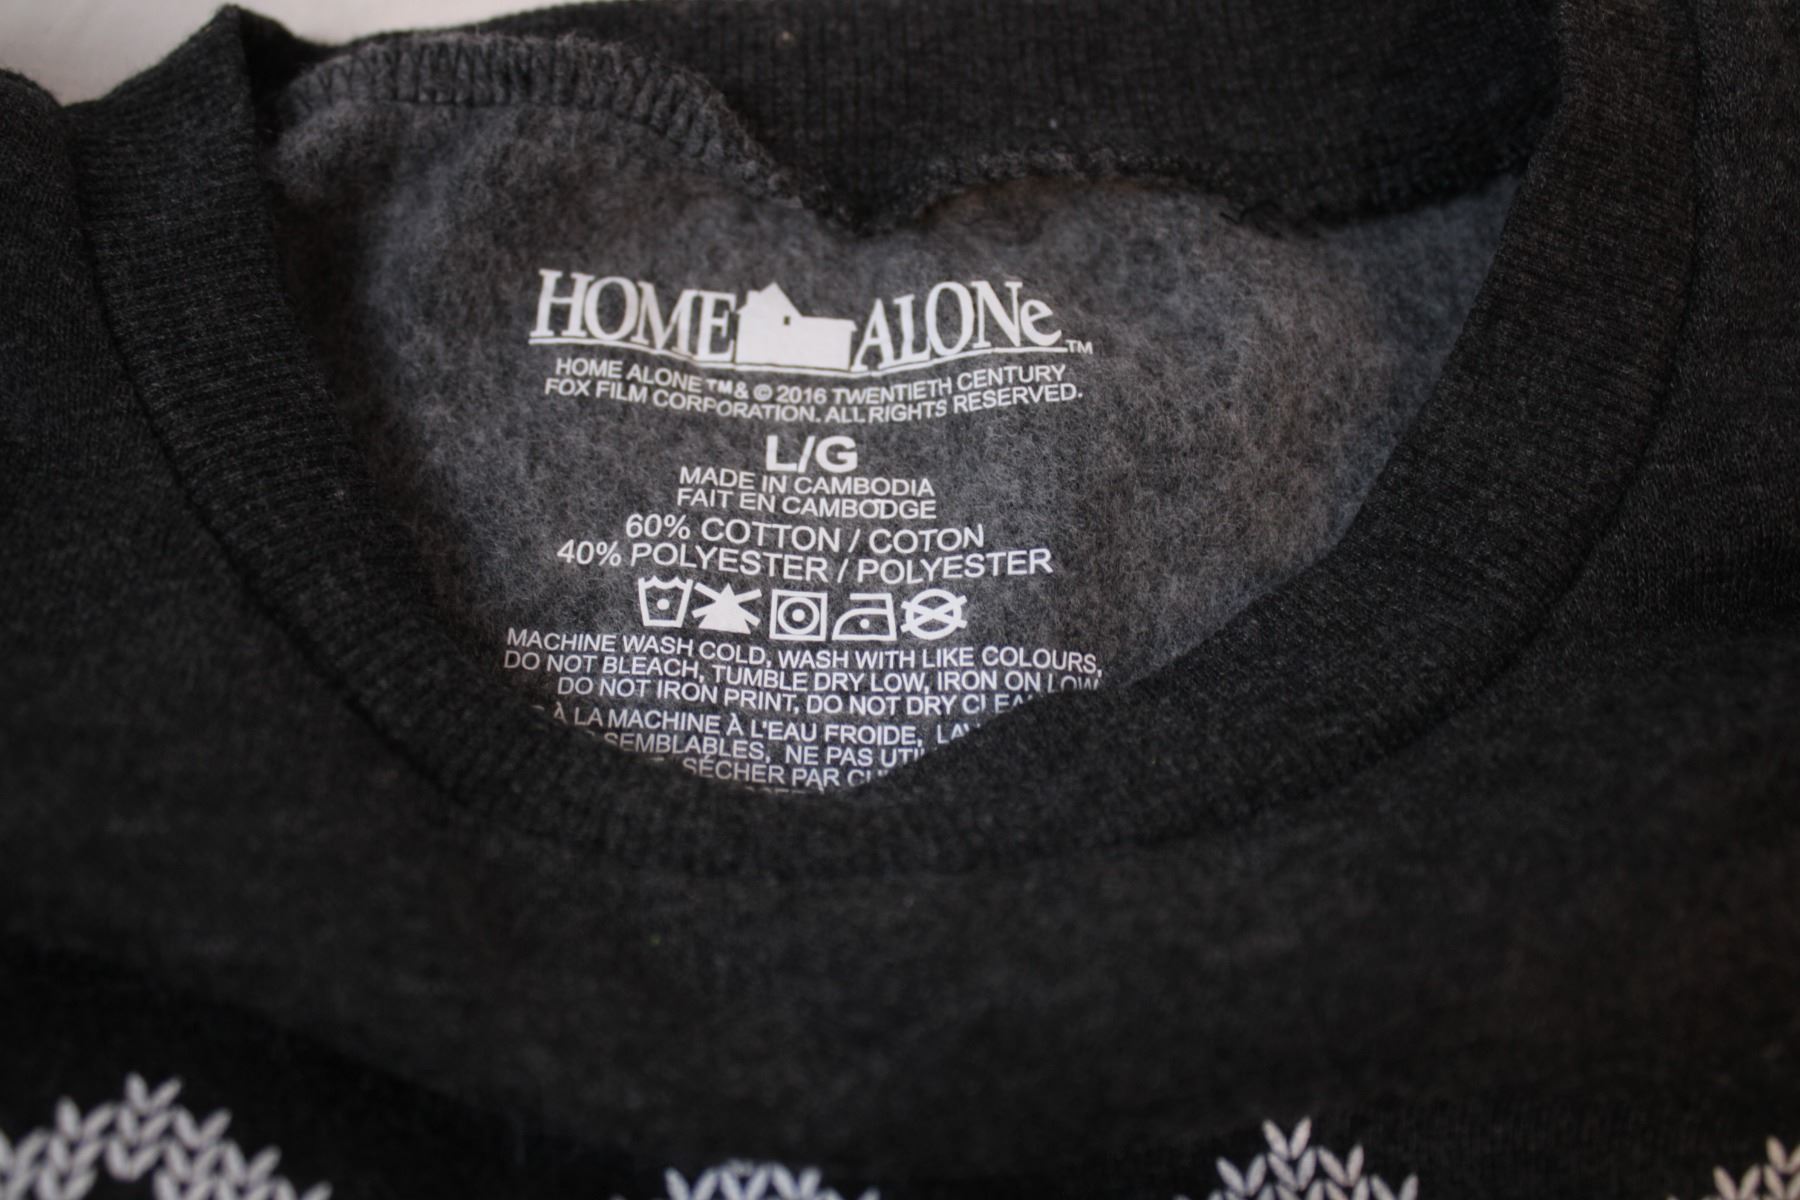 HOME ALONe™
HOME ALONE ™ & © 2016 TWENTIETH CENTURY
FOX FILM CORPORATION. ALL RIGHTS RESERVED.
L/G
MADE IN CAMBODIA
FAIT EN CAMBODGE
60% COTTON / COTON
40% POLYESTER / POLYESTER
MACHINE WASH COLD, WASH WITH LIKE COLOURS,
DO NOT BLEACH, TUMBLE DRY LOW, IRON ON LOW
DO NOT IRON PRINT, DO NOT DRY
À LA MACHINE À L'EAU FROIDE,
SEMBLABLES, NE PAS
SÉCHER PAR